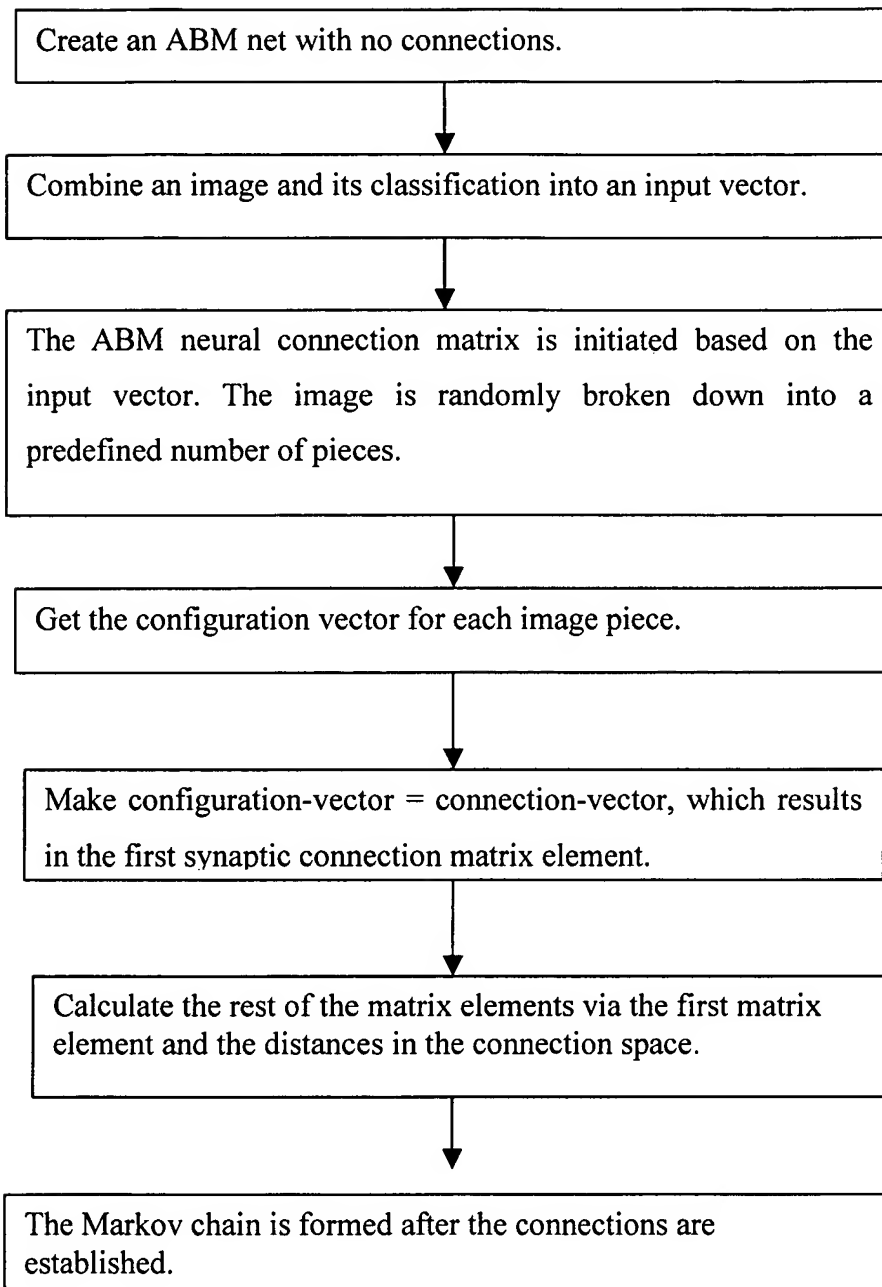 Create an ABM net with no connections.
Combine an image and its classification into an input vector.
The ABM neural connection matrix is initiated based on the
input vector. The image is randomly broken down into a
predefined number of pieces.
Get the configuration vector for each image piece.
Make configuration-vector = connection-vector, which results
in the first synaptic connection matrix element.
Calculate the rest of the matrix elements via the first matrix
element and the distances in the connection space.
The Markov chain is formed after the connections are
established.